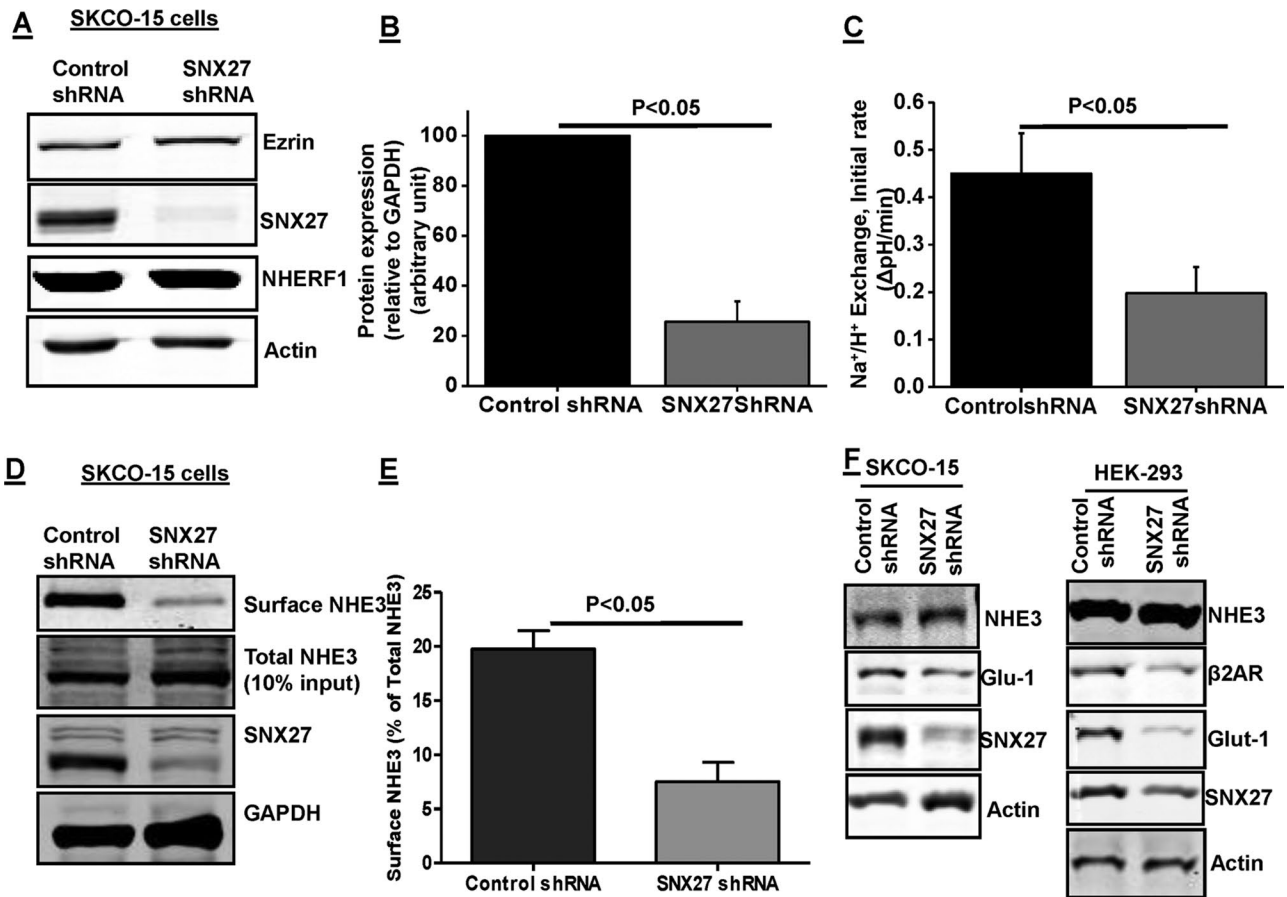 A
SKCO-15 cells
Control
shRNA
SNX27
shRNA
Ezrin
SNX27
NHERF1
Actin
B
Protein expression
(relative to GAPDH)
(arbitrary unit)
100
80
60
40
20
0
P<0.05
Control shRNA
SNX27ShRNA
C
Na⁺/H⁺ Exchange, Initial rate
(ΔpH/min)
0.6
0.5
0.4
0.3
0.2
0.1
0.0
P<0.05
ControlshRNA
SNX27shRNA
D
SKCO-15 cells
Control
shRNA
SNX27
shRNA
Surface NHE3
Total NHE3
(10% input)
SNX27
GAPDH
E
Surface NHE3 (% of Total NHE3)
25
20
15
10
5
0
P<0.05
Control shRNA
SNX27 shRNA
F
SKCO-15
Control
shRNA
SNX27
shRNA
NHE3
Glu-1
SNX27
Actin
HEK-293
Control
shRNA
SNX27
shRNA
NHE3
β2AR
Glut-1
SNX27
Actin